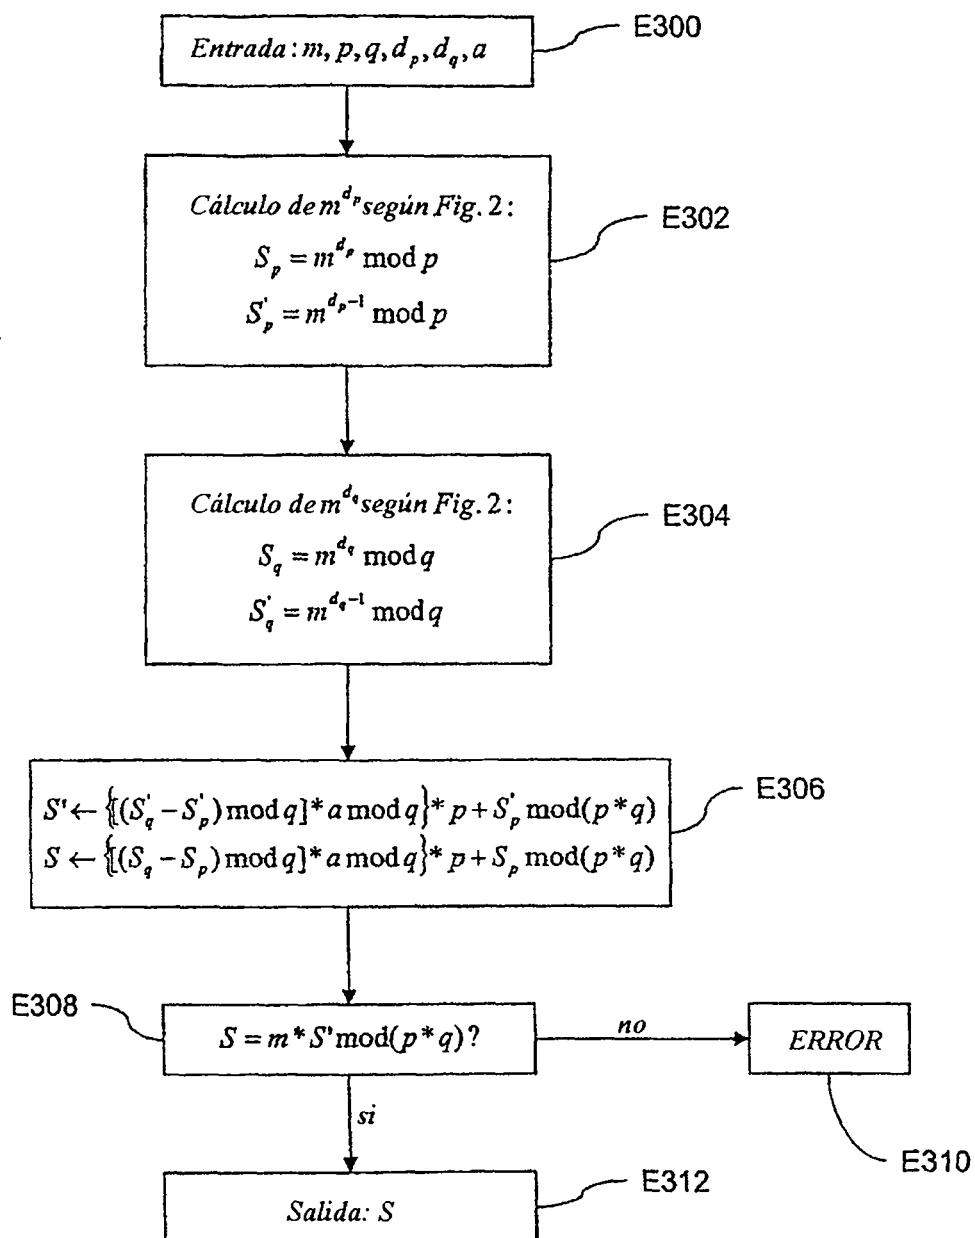 Entrada: m, p, q, d_p, d_q, a
E300
Cálculo de m^{d_p} según Fig. 2:
S_p = m^{d_p} mod p
S'_p = m^{d_p-1} mod p
E302
Cálculo de m^{d_q} según Fig. 2:
S_q = m^{d_q} mod q
S'_q = m^{d_q-1} mod q
E304
S' ← {[(S'_q - S'_p) mod q] * a mod q} * p + S'_p mod(p * q)
S ← {[(S_q - S_p) mod q] * a mod q} * p + S_p mod(p * q)
E306
E308
S = m * S' mod(p * q)?
no
ERROR
E310
si
Salida: S
E312